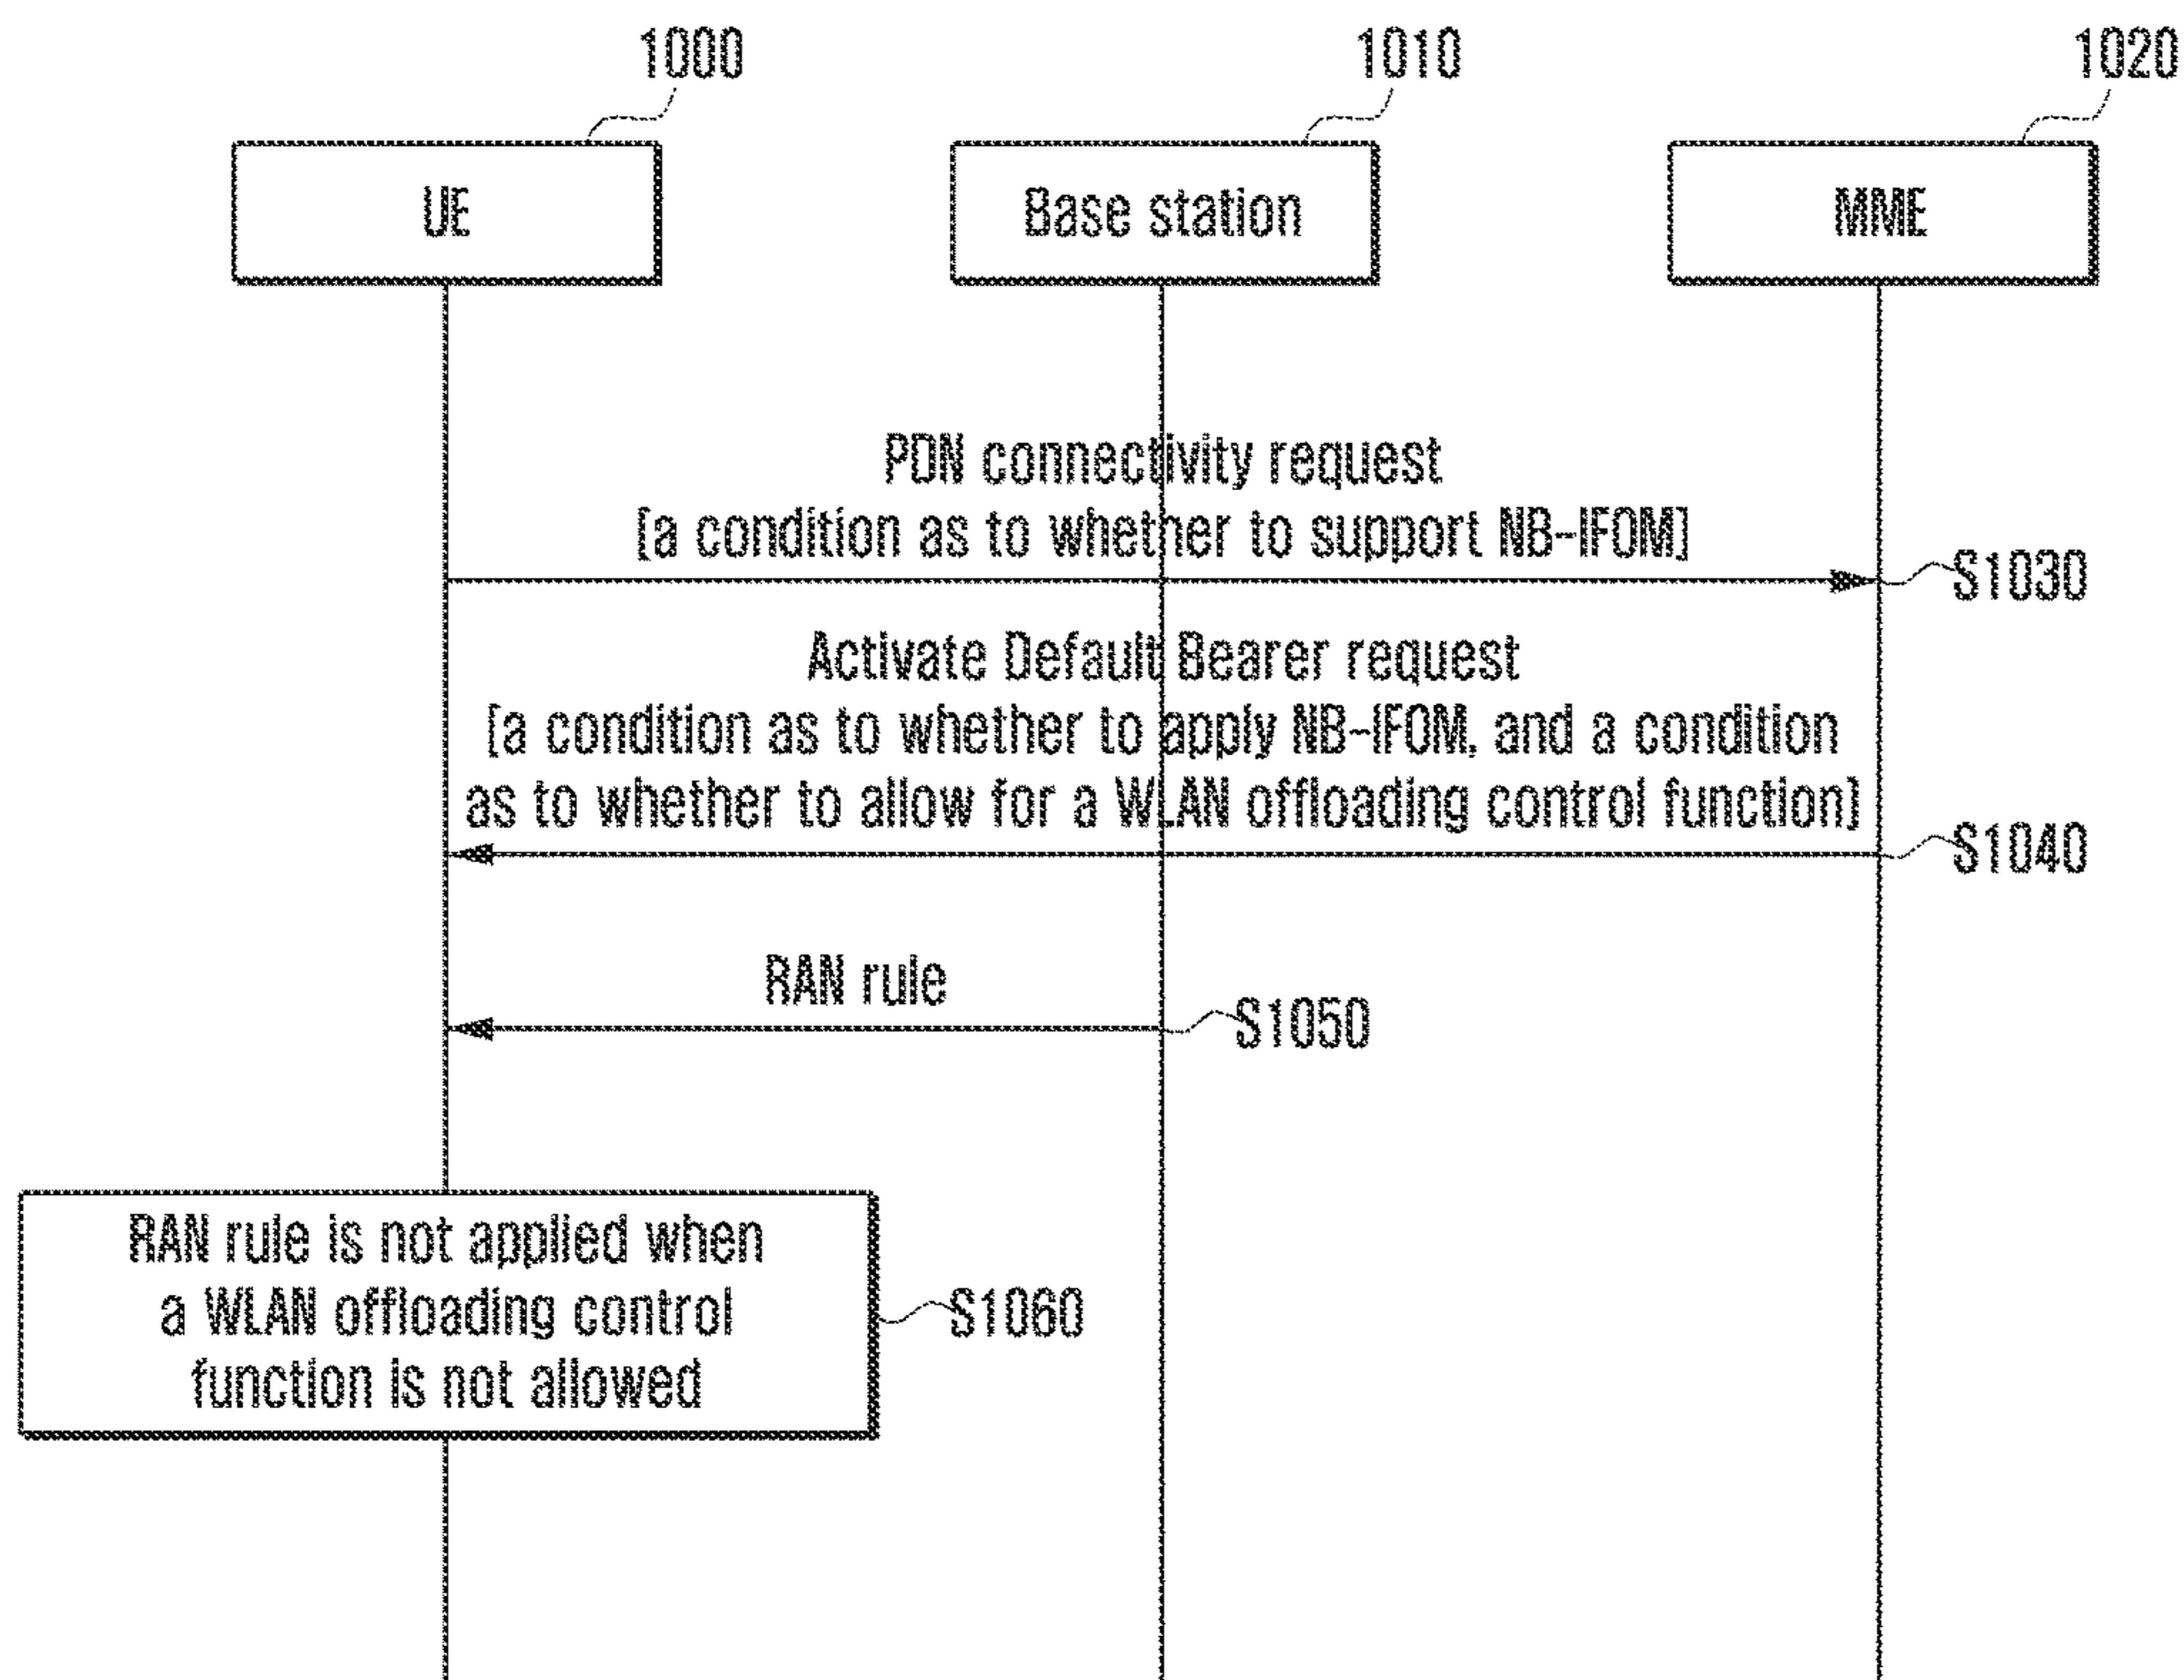 1000
1010
1020
UE
Base station
MME
PDN connectivity request
[a condition as to whether to support NB-IFOM]
S1030
Activate Default Bearer request
[a condition as to whether to apply NB-IFOM, and a condition
as to whether to allow for a WLAN offloading control function]
S1040
RAN rule
S1050
RAN rule is not applied when
a WLAN offloading control
function is not allowed
S1060